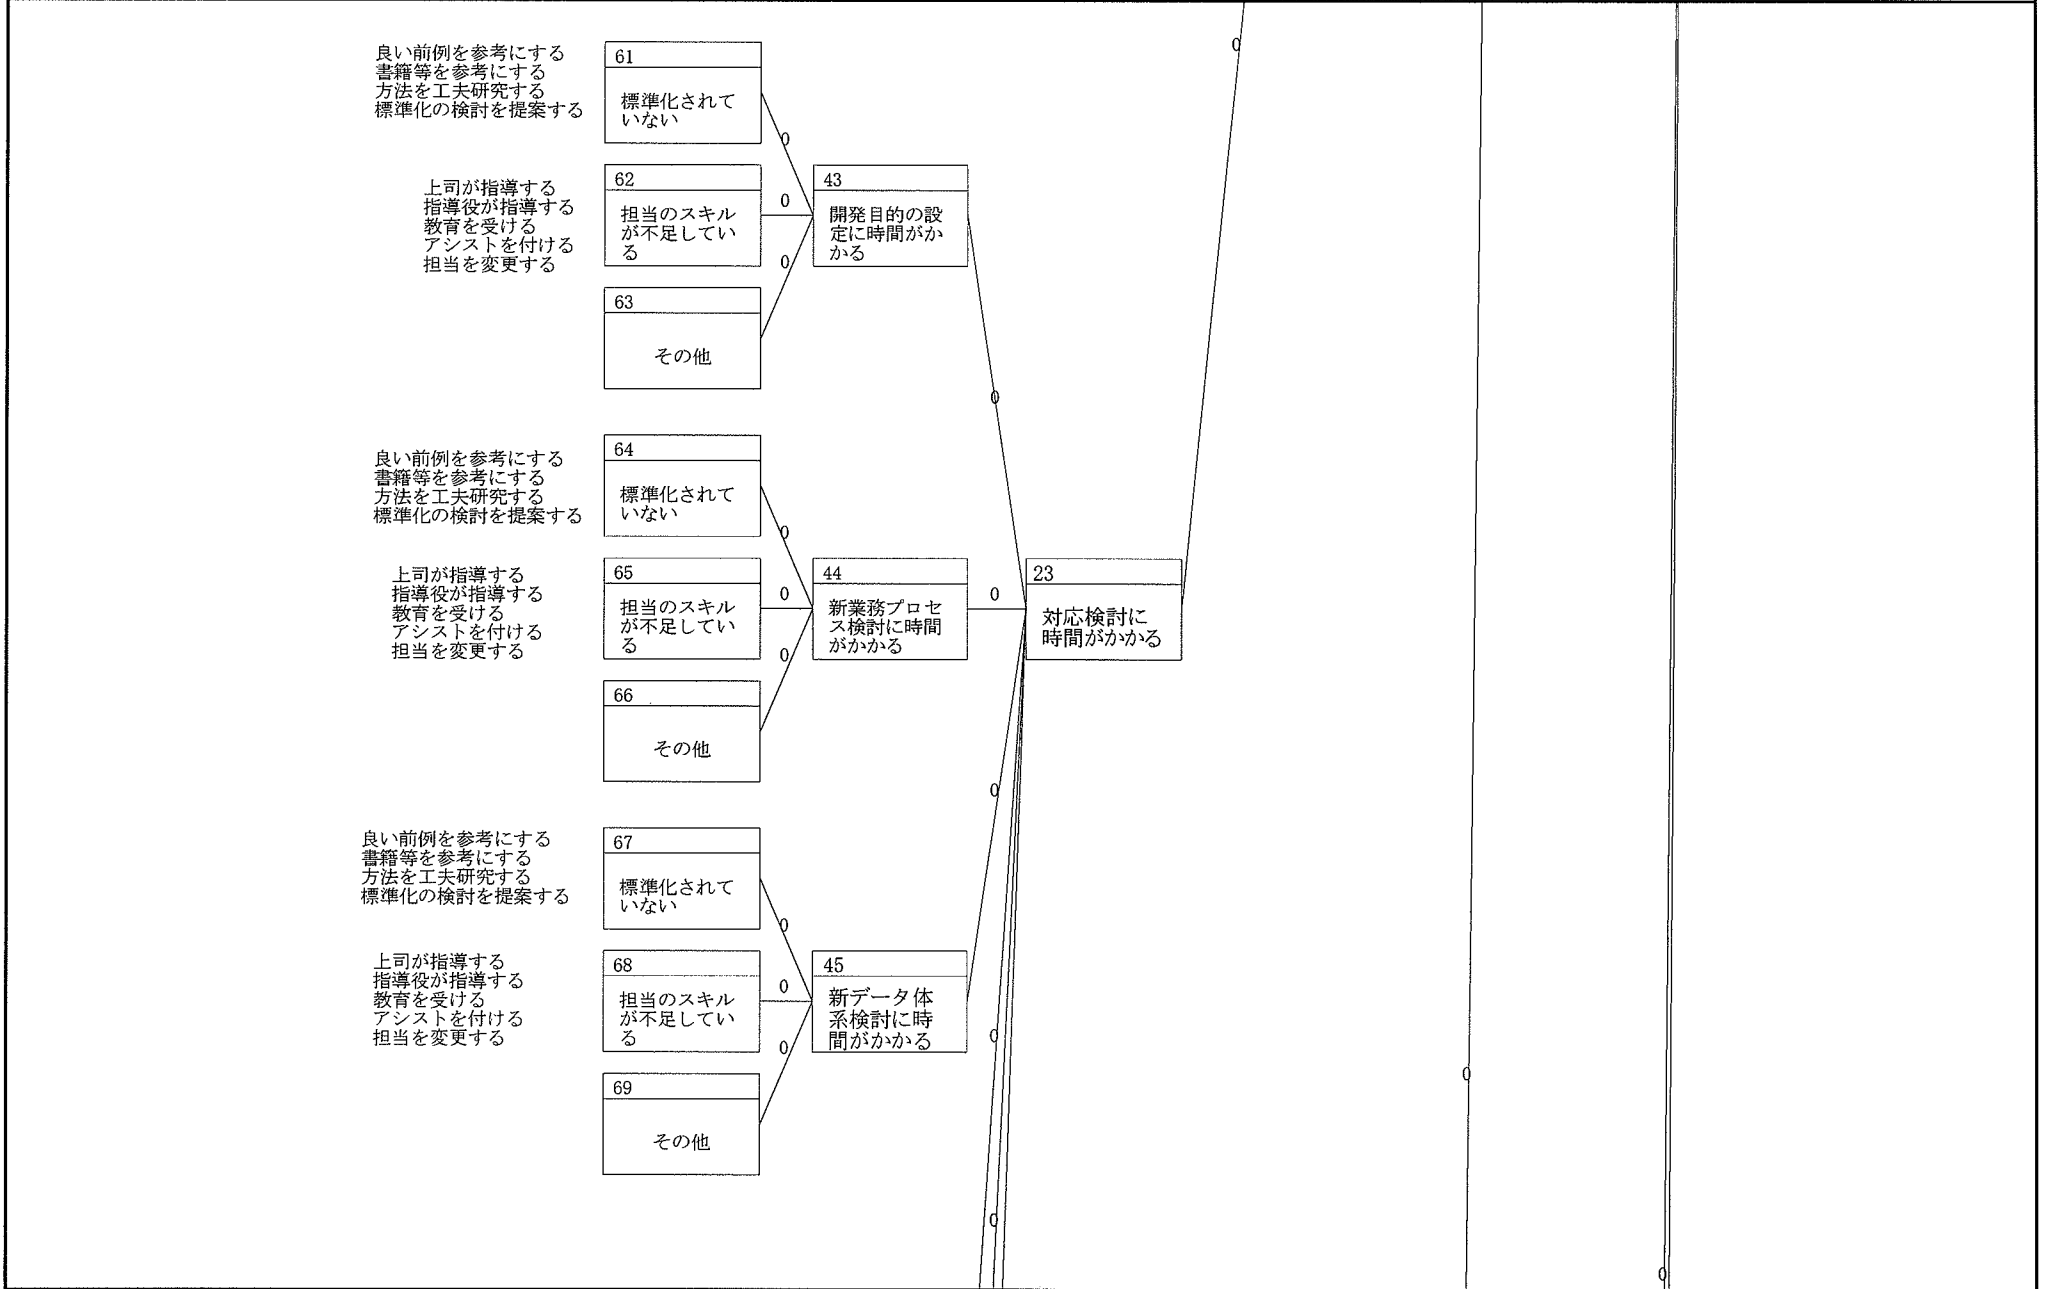 0
良い前例を参考にする
書籍等を参考にする
方法を工夫研究する
標準化の検討を提案する
61
標準化されて
いない
0
上司が指導する
指導役が指導する
教育を受ける
アシストを付ける
担当を変更する
62
担当のスキル
が不足してい
る
0
43
開発目的の設
定に時間がか
かる
0
63
その他
0
良い前例を参考にする
書籍等を参考にする
方法を工夫研究する
標準化の検討を提案する
64
標準化されて
いない
0
上司が指導する
指導役が指導する
教育を受ける
アシストを付ける
担当を変更する
65
担当のスキル
が不足してい
る
0
44
新業務プロセ
ス検討に時間
がかかる
0
23
対応検討に
時間がかかる
0
66
その他
0
良い前例を参考にする
書籍等を参考にする
方法を工夫研究する
標準化の検討を提案する
67
標準化されて
いない
0
上司が指導する
指導役が指導する
教育を受ける
アシストを付ける
担当を変更する
68
担当のスキル
が不足してい
る
0
45
新データ体
系検討に時
間がかかる
0
0
69
その他
0
0
0